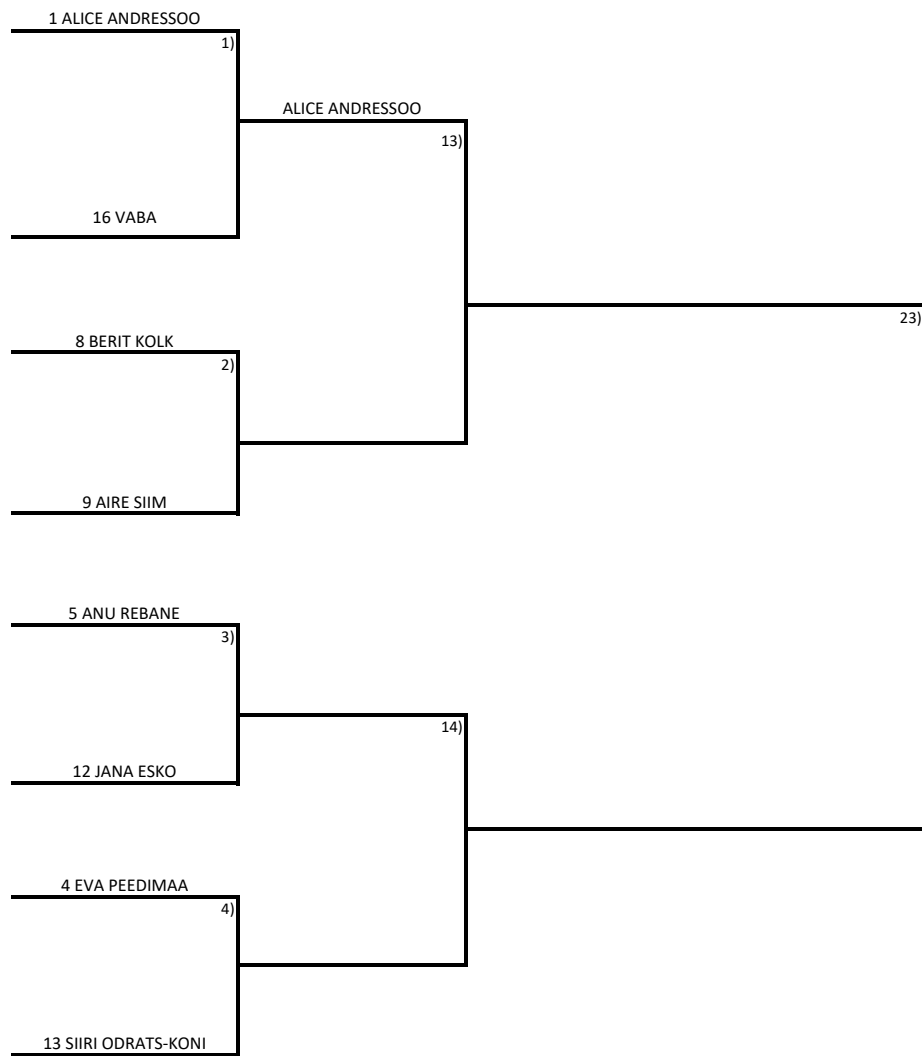 1 ALICE ANDRESSOO
1)
ALICE ANDRESSOO
13)
16 VABA
23)
8 BERIT KOLK
2)
9 AIRE SIIM
5 ANU REBANE
3)
14)
12 JANA ESKO
4 EVA PEEDIMAA
4)
13 SIIRI ODRATS-KONI